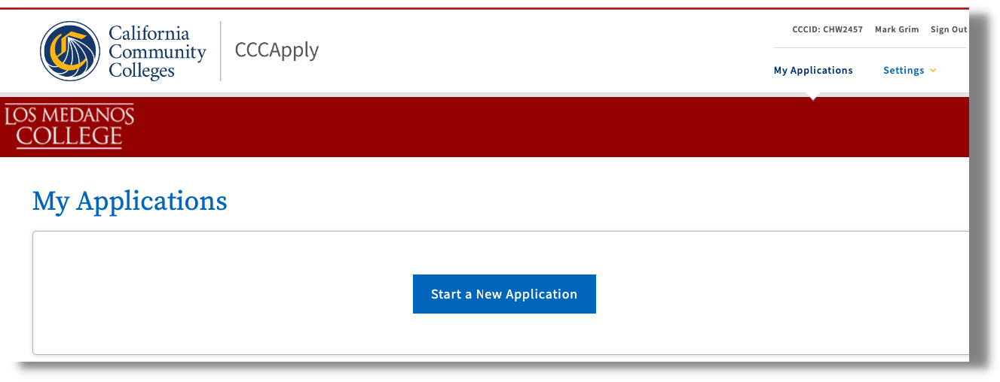 California
Community
Colleges
CCCApply
CCCID: CHW2457 Mark Grim Sign Out
My Applications Settings
LOS MEDANOS
COLLEGE
My Applications
Start a New Application